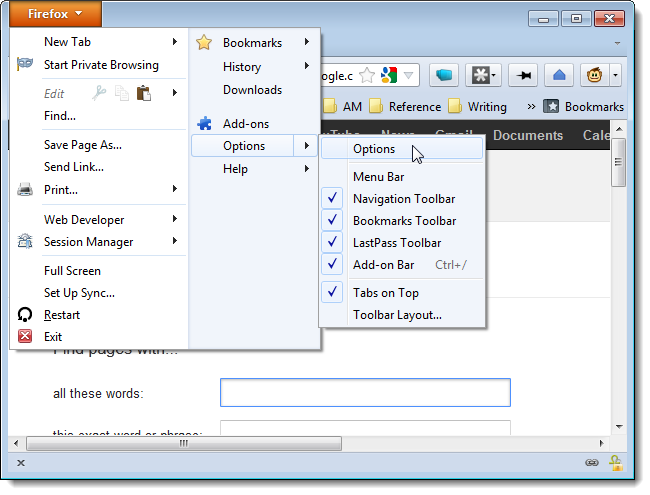 Firefox
New Tab
Start Private Browsing
Edit
Find...
Save Page As...
Send Link...
Print...
Web Developer
Session Manager
Full Screen
Set Up Sync...
Restart
Exit
Bookmarks
History
Downloads
Add-ons
Options
Help
Options
Menu Bar
Navigation Toolbar
Bookmarks Toolbar
LastPass Toolbar
Add-on Bar Ctrl+/
Tabs on Top
Toolbar Layout...
ogle.c
AM Reference Writing » Bookmarks
Gmail Documents Cale
Find pages with...
all these words:
this exact word or phrase: